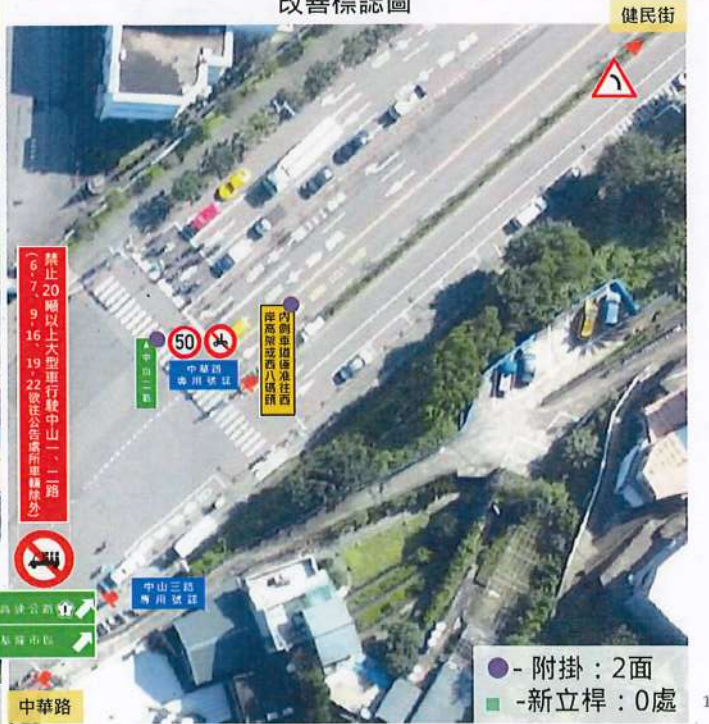 改善標誌圖
健民街
禁止20噸以上大型車行駛中山一、二路
(6-7、9-16、19-22欲往公告處所車輛除外)
▲中山二路
50
中華路
專用號誌
內側車道僅准往西
岸高架或西八碼頭
中山三路
專用號誌
高速公路 1
基隆市區
中華路
- 附掛：2面
-新立桿：0處
1